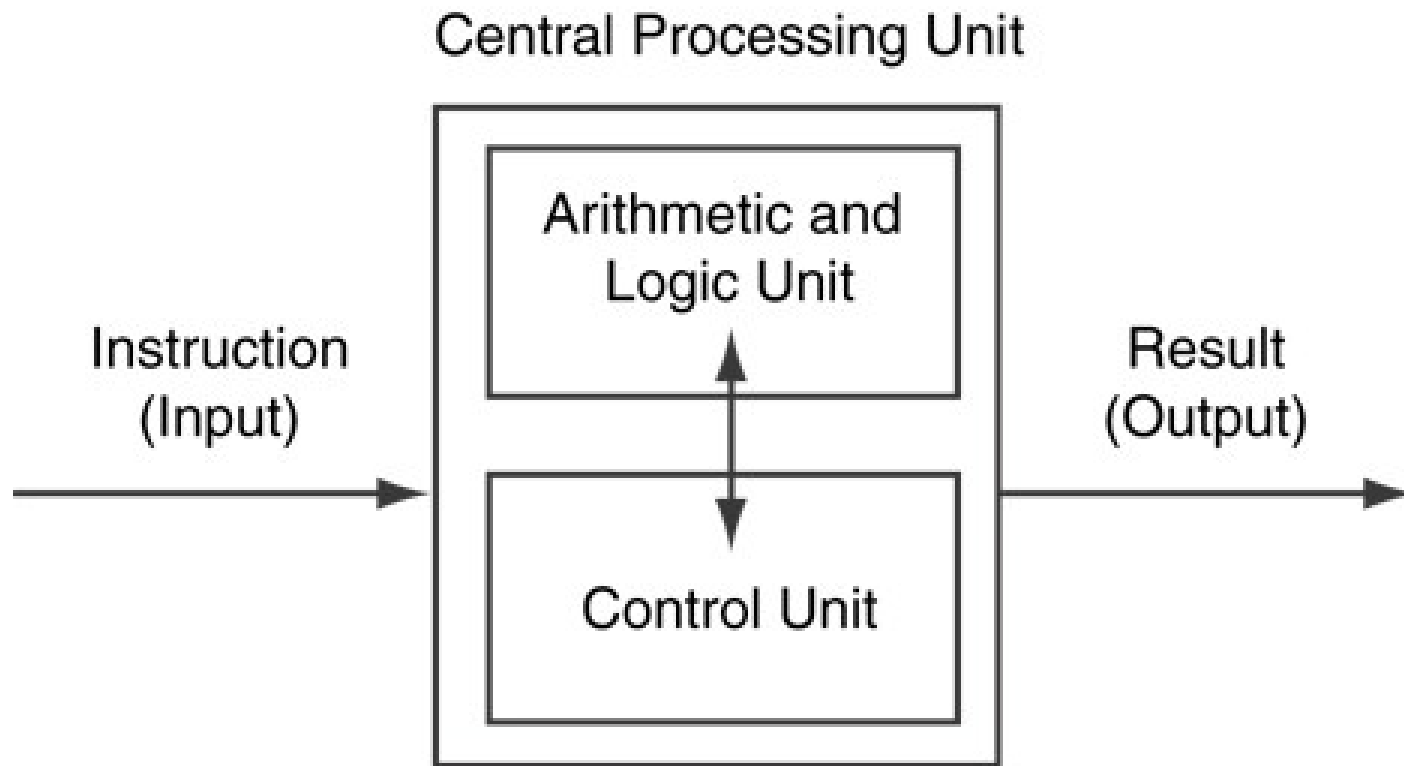 Central Processing Unit
Arithmetic and
Logic Unit
Instruction
(Input)
Result
(Output)
Control Unit